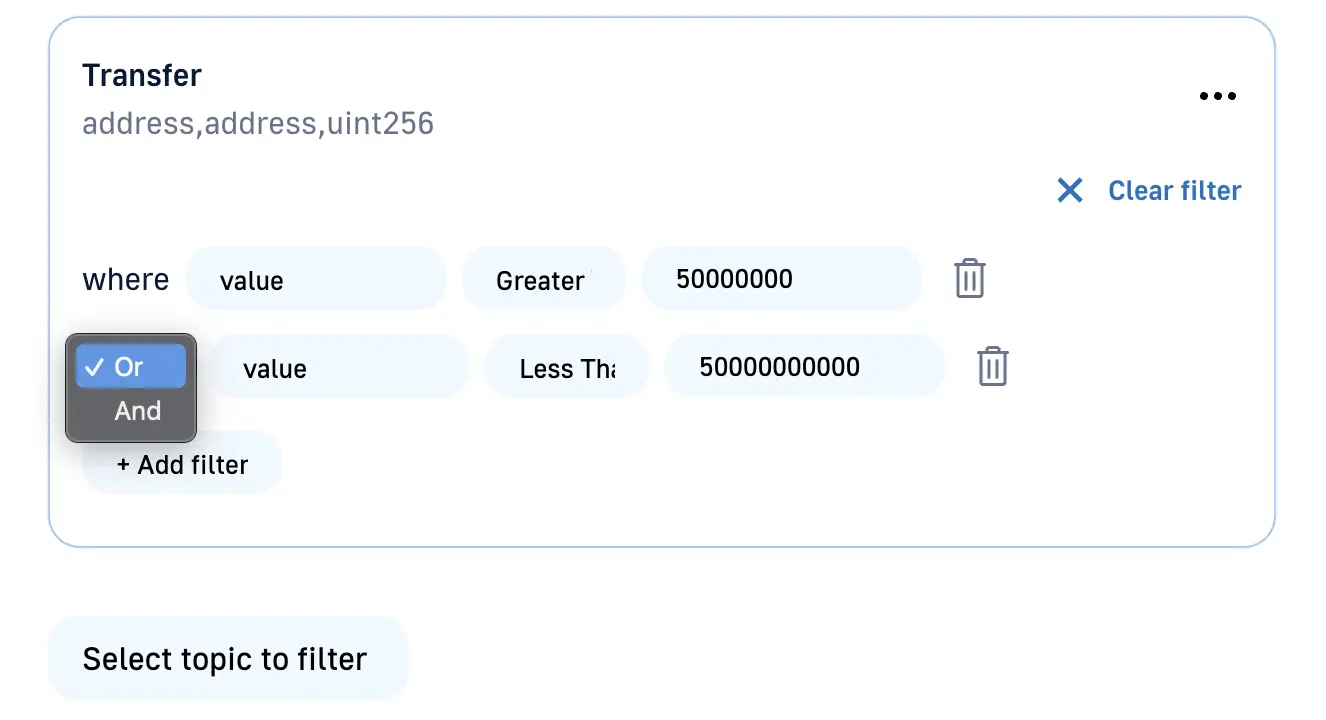 Transfer
address,address,uint256
Clear filter
where value Greater 50000000
Or value Less Tha 50000000000
And
+ Add filter
Select topic to filter